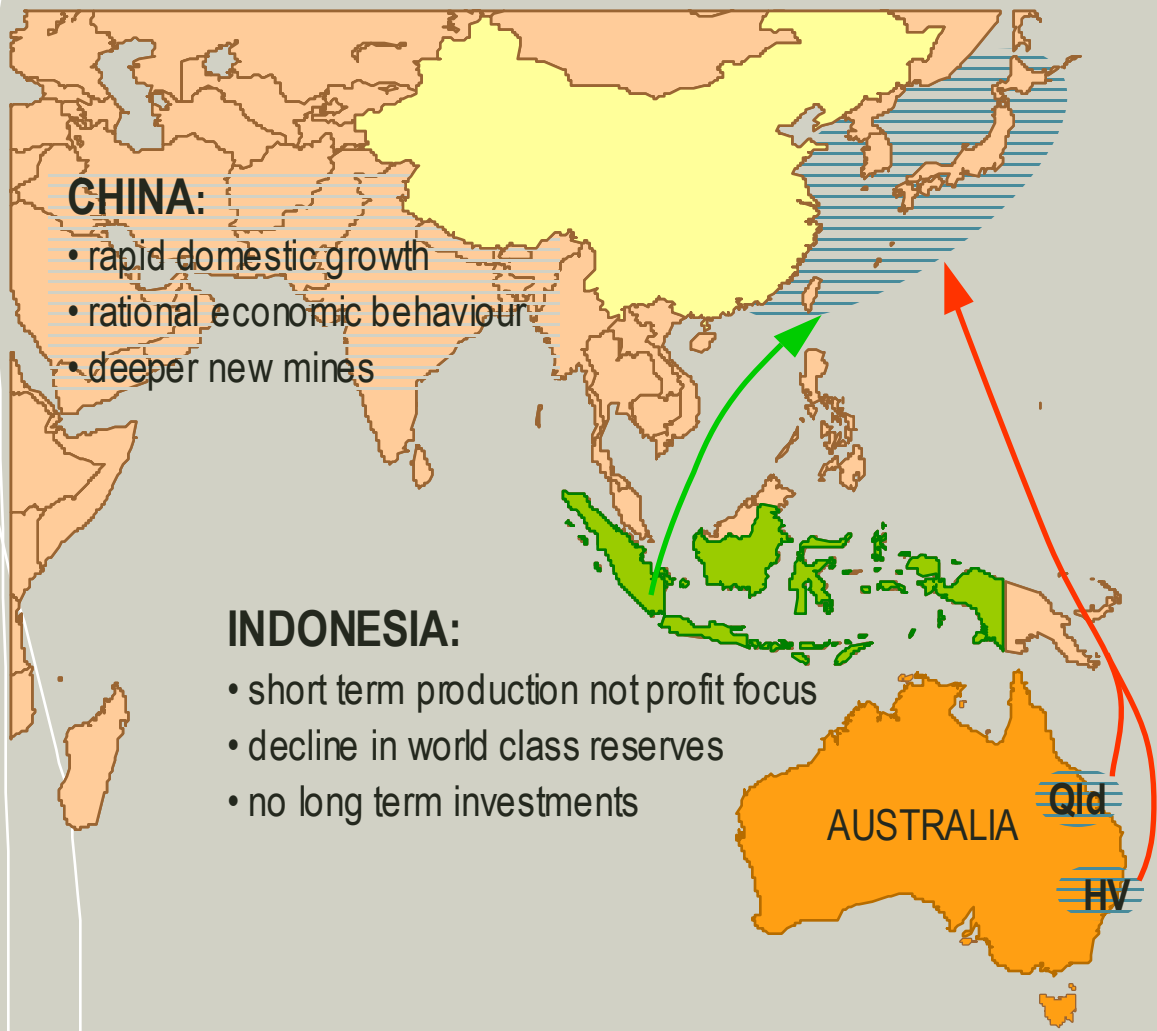 CHINA:
• rapid domestic growth
• rational economic behaviour
• deeper new mines
INDONESIA:
• short term production not profit focus
• decline in world class reserves
• no long term investments
Qld
AUSTRALIA
HV